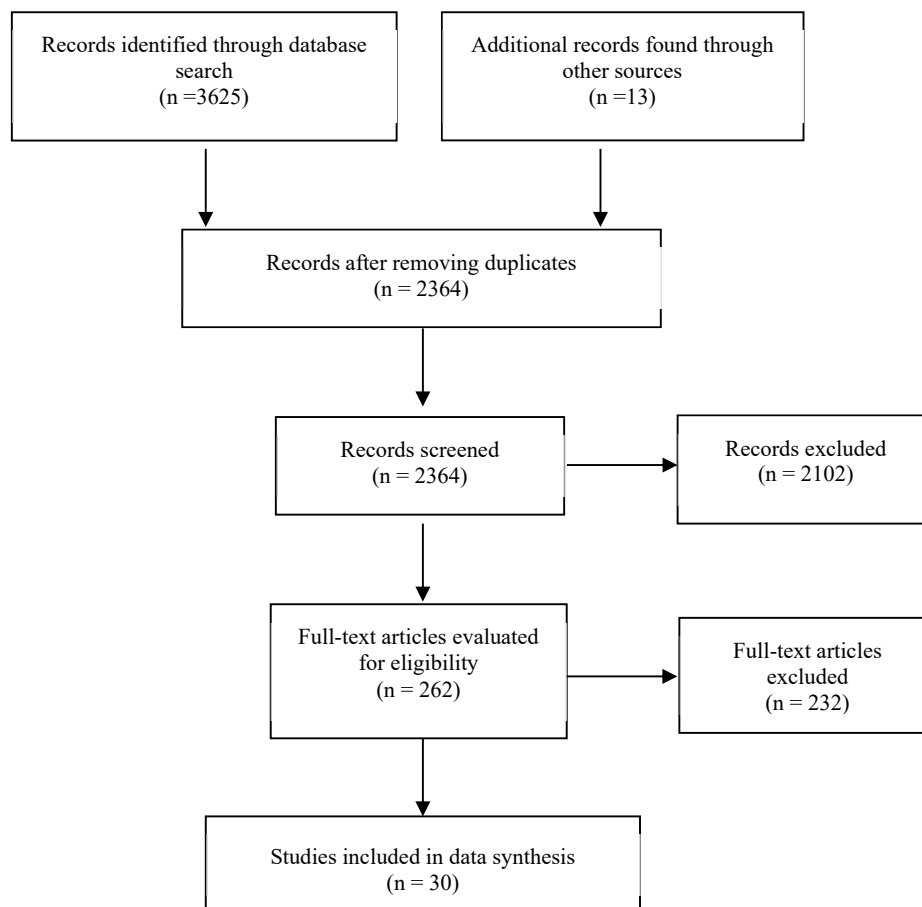 Records identified through database
search
(n =3625)
Additional records found through
other sources
(n =13)
Records after removing duplicates
(n = 2364)
Records screened
(n = 2364)
Records excluded
(n = 2102)
Full-text articles evaluated
for eligibility
(n = 262)
Full-text articles
excluded
(n = 232)
Studies included in data synthesis
(n = 30)